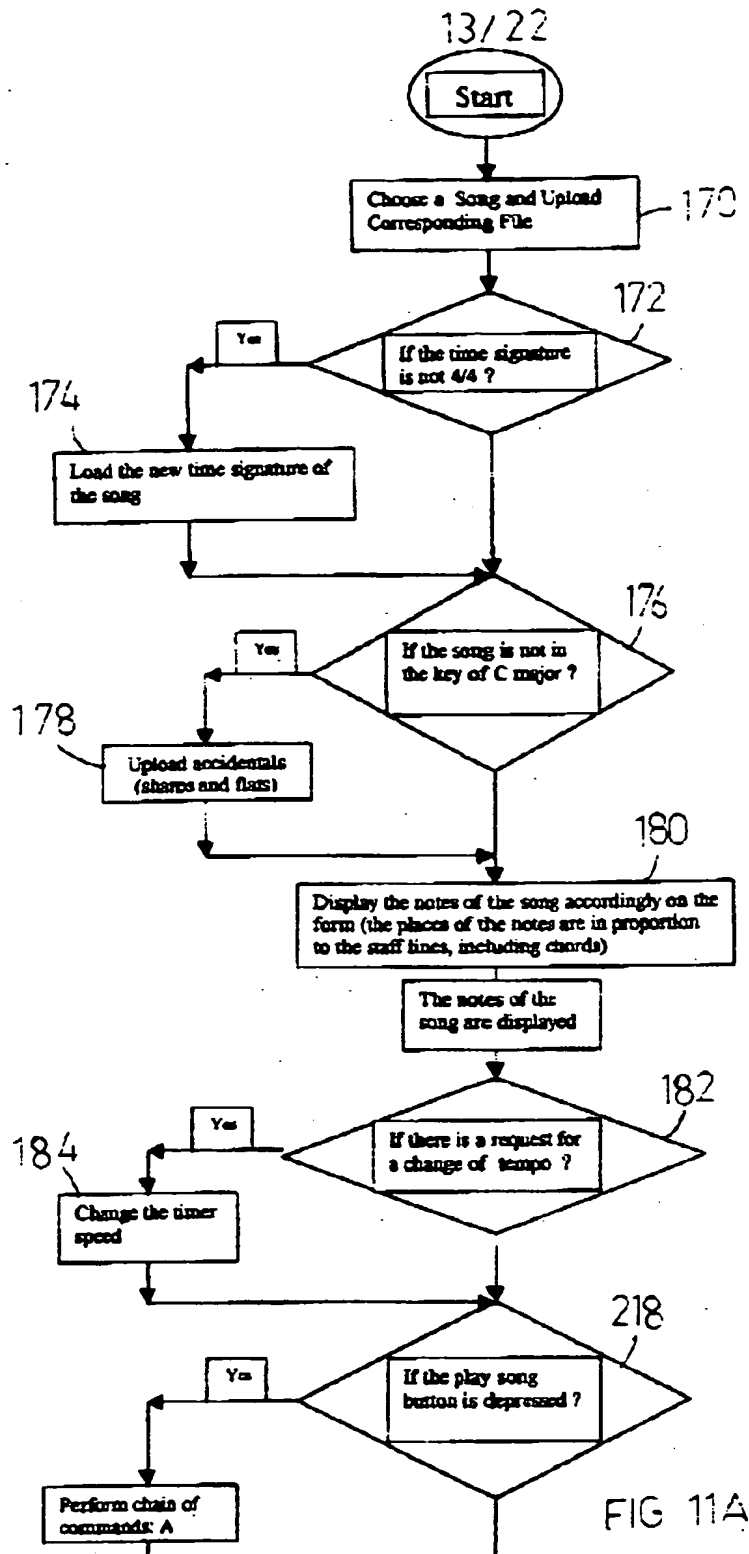 13/22
Start
Choose a Song and Upload
Corresponding File
170
172
If the time signature
is not 4/4 ?
Yes
174
Load the new time signature of
the song
176
If the song is not in
the key of C major ?
Yes
178
Upload accidentals
(sharps and flats)
180
Display the notes of the song accordingly on the
form (the places of the notes are in proportion
to the staff lines, including chords)
The notes of the
song are displayed
182
If there is a request for
a change of tempo ?
Yes
184
Change the timer
speed
218
If the play song
button is depressed ?
Yes
Perform chain of
commands: A
FIG 11A